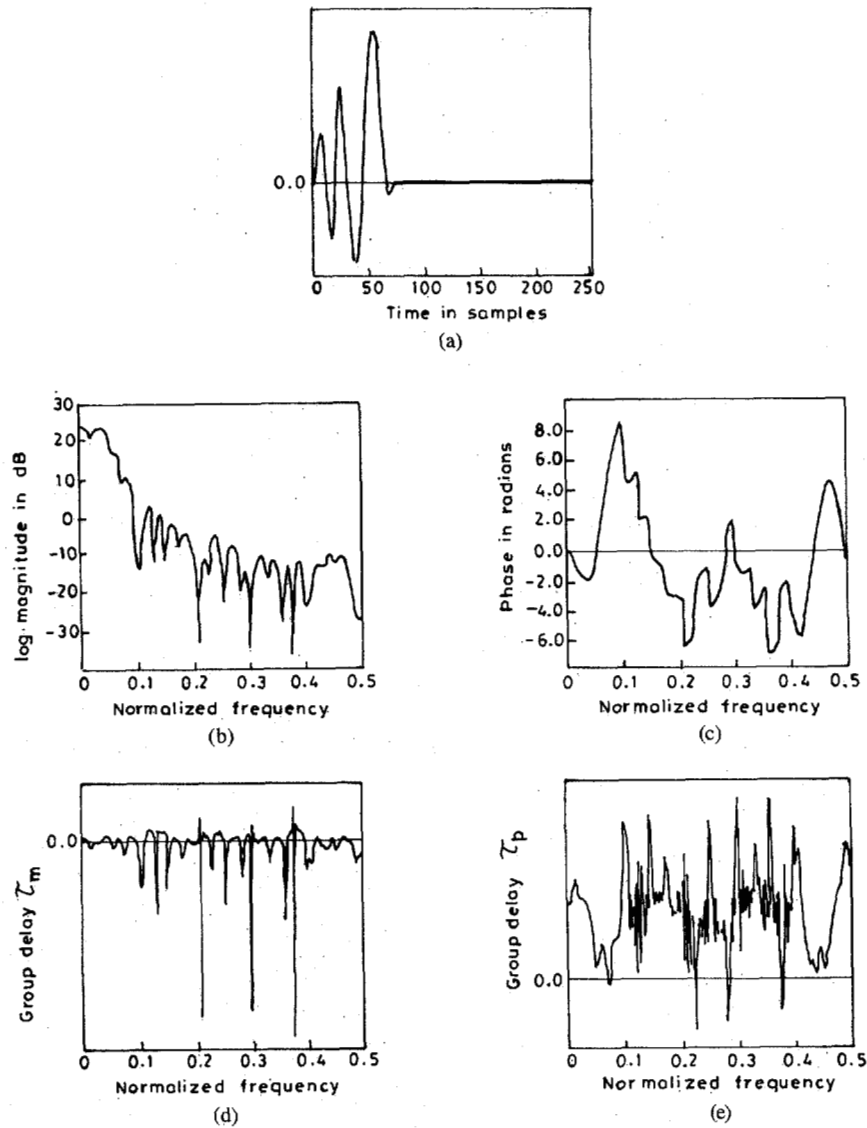 0.0
0 50 100 150 200 250
Time in samples
(a)
30
20
10
0
-10
-20
-30
log. magnitude in dB
0 0.1 0.2 0.3 0.4 0.5
Normalized frequency
(b)
8.0
6.0
4.0
2.0
0.0
-2.0
-4.0
-6.0
Phase in radians
0 0.1 0.2 0.3 0.4 0.5
Normalized frequency
(c)
0.0
Group delay τm
0 0.1 0.2 0.3 0.4 0.5
Normalized frequency
(d)
0.0
Group delay τp
0 0.1 0.2 0.3 0.4 0.5
Normalized frequency
(e)